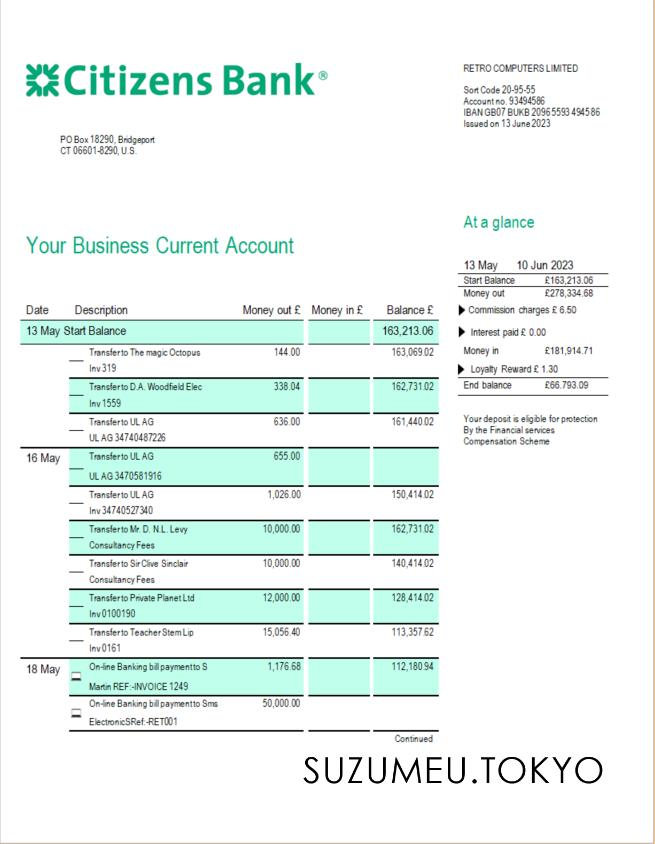 Citizens Bank®
RETRO COMPUTERS LIMITED
Sort Code 20-95-55
Account no. 93494586
IBAN GB07 BUKB 20965593 494586
Issued on 13 June 2023
PO Box 18290, Bridgeport
CT 06601-8290, U.S.
At a glance
Your Business Current Account
13 May 10 Jun 2023
Start Balance £163,213.06
Money out £278,334.68
Commission charges £ 6.50
Interest paid £ 0.00
Money in £181,914.71
Loyalty Reward £ 1.30
End balance £66.793.09
Your deposit is eligible for protection
By the Financial services
Compensation Scheme
Date Description Money out £ Money in £ Balance £
13 May Start Balance 163,213.06
Transfer to The magic Octopus 144.00 163,069.02
Inv 319
Transfer to D.A. Woodfield Elec 338.04 162,731.02
Inv 1559
Transfer to UL AG 636.00 161,440.02
UL AG 34740487226
16 May Transfer to UL AG 655.00
UL AG 3470581916
Transfer to UL AG 1,026.00 150,414.02
Inv 34740527340
Transfer to Mr. D. N.L. Levy 10,000.00 162,731.02
Consultancy Fees
Transfer to Sir Clive Sinclair 10,000.00 140,414.02
Consultancy Fees
Transfer to Private Planet Ltd 12,000.00 128,414.02
Inv 0100190
Transfer to Teacher Stem Lip 15,056.40 113,357.62
Inv 0161
18 May On-line Banking bill payment to S 1,176.68 112,180.94
Martin REF:-INVOICE 1249
On-line Banking bill payment to Sms 50,000.00
ElectronicSRef:-RET001
Continued
SUZUMEU.TOKYO